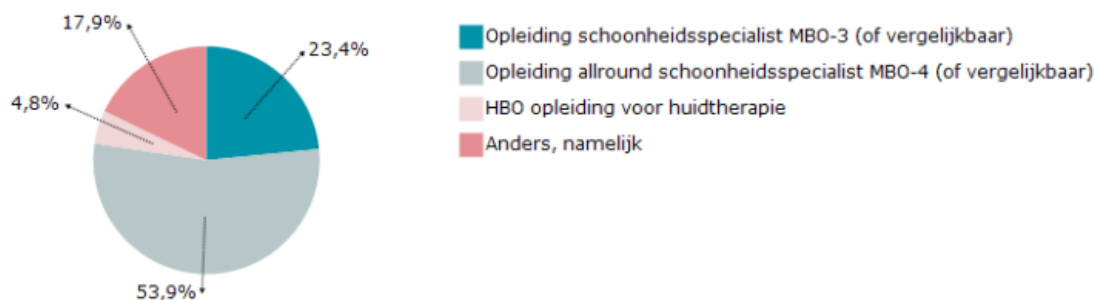 17,9%
23,4%
4,8%
53,9%
Opleiding schoonheidsspecialist MBO-3 (of vergelijkbaar)
Opleiding allround schoonheidsspecialist MBO-4 (of vergelijkbaar)
HBO opleiding voor huidtherapie
Anders, namelijk